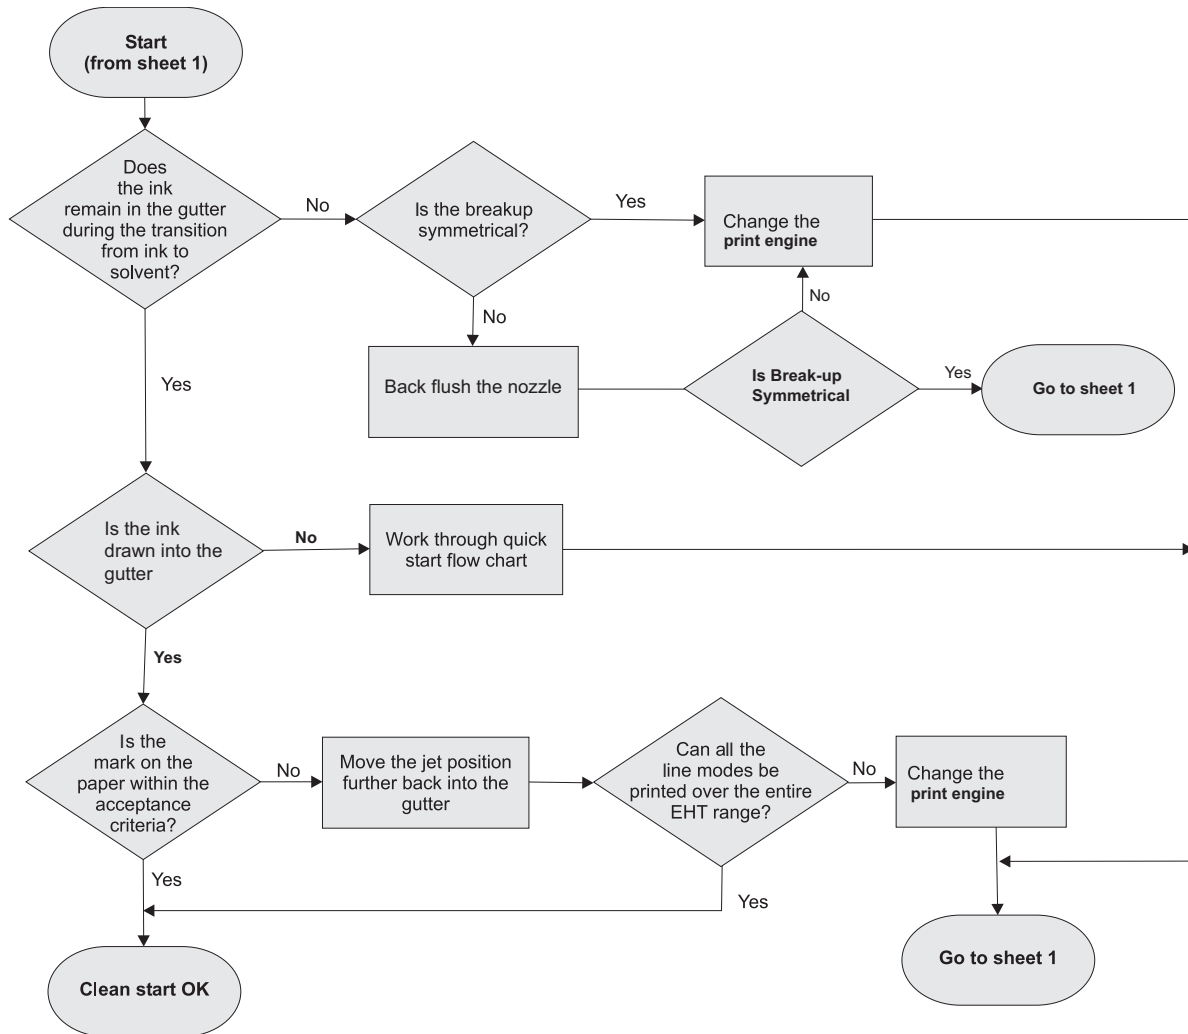 Start
(from sheet 1)
Does
the ink
remain in the gutter
during the transition
from ink to
solvent?
No
Is the breakup
symmetrical?
Yes
Change the
print engine
No
No
Yes
Back flush the nozzle
Is Break-up
Symmetrical
Yes
Go to sheet 1
Is the ink
drawn into the
gutter
No
Work through quick
start flow chart
Yes
Is the
mark on the
paper within the
acceptance
criteria?
No
Move the jet position
further back into the
gutter
Can all the
line modes be
printed over the entire
EHT range?
No
Change the
print engine
Yes
Yes
Clean start OK
Go to sheet 1